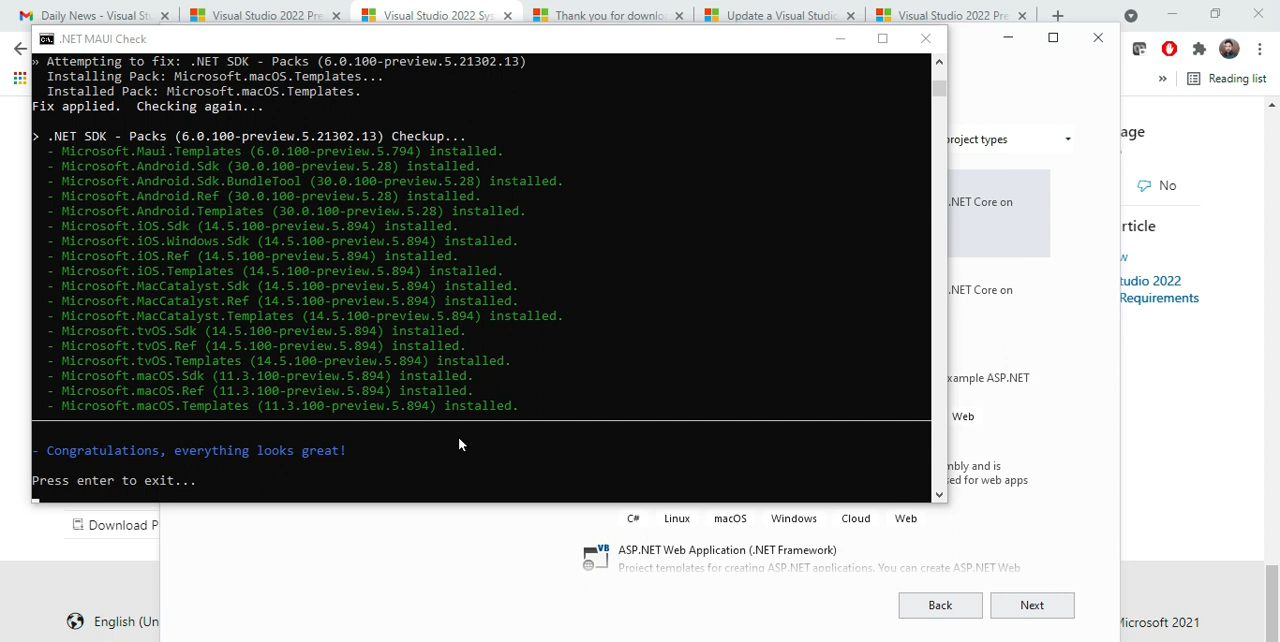 Daily News - Visual St
Visual Studio 2022 Pre
Visual Studio 2022 Sys
Thank you for downlo
Update a Visual Studi
Visual Studio 2022 Pre
.NET MAUI Check
Reading list
» Attempting to fix: .NET SDK - Packs (6.0.100-preview.5.21302.13)
Installing Pack: Microsoft.macOS.Templates...
Installed Pack: Microsoft.macOS.Templates.
Fix applied.  Checking again...
> .NET SDK - Packs (6.0.100-preview.5.21302.13) Checkup...
- Microsoft.Maui.Templates (6.0.100-preview.5.794) installed.
- Microsoft.Android.Sdk (30.0.100-preview.5.28) installed.
- Microsoft.Android.Sdk.BundleTool (30.0.100-preview.5.28) installed.
- Microsoft.Android.Ref (30.0.100-preview.5.28) installed.
- Microsoft.Android.Templates (30.0.100-preview.5.28) installed.
- Microsoft.iOS.Sdk (14.5.100-preview.5.894) installed.
- Microsoft.iOS.Windows.Sdk (14.5.100-preview.5.894) installed.
- Microsoft.iOS.Ref (14.5.100-preview.5.894) installed.
- Microsoft.iOS.Templates (14.5.100-preview.5.894) installed.
- Microsoft.MacCatalyst.Sdk (14.5.100-preview.5.894) installed.
- Microsoft.MacCatalyst.Ref (14.5.100-preview.5.894) installed.
- Microsoft.MacCatalyst.Templates (14.5.100-preview.5.894) installed.
- Microsoft.tvOS.Sdk (14.5.100-preview.5.894) installed.
- Microsoft.tvOS.Ref (14.5.100-preview.5.894) installed.
- Microsoft.tvOS.Templates (14.5.100-preview.5.894) installed.
- Microsoft.macOS.Sdk (11.3.100-preview.5.894) installed.
- Microsoft.macOS.Ref (11.3.100-preview.5.894) installed.
- Microsoft.macOS.Templates (11.3.100-preview.5.894) installed.
- Congratulations, everything looks great!
Press enter to exit...
project types
.NET Core on
.NET Core on
xample ASP.NET
Web
mbly and is
sed for web apps
C# Linux macOS Windows Cloud Web
VB
ASP.NET Web Application (.NET Framework)
Project templates for creating ASP.NET applications. You can create ASP.NET Web
Back
Next
age
No
rticle
w
tudio 2022
Requirements
Download P
English (Un
Microsoft 2021